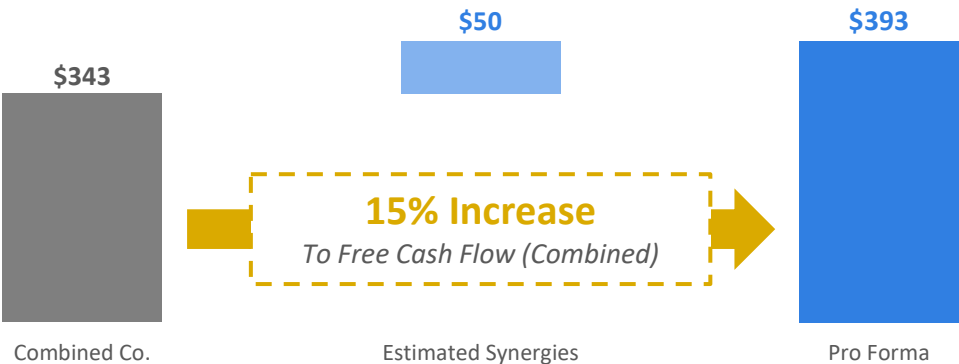 $50
$393
$343
15% Increase
To Free Cash Flow (Combined)
Combined Co.
Estimated Synergies
Pro Forma